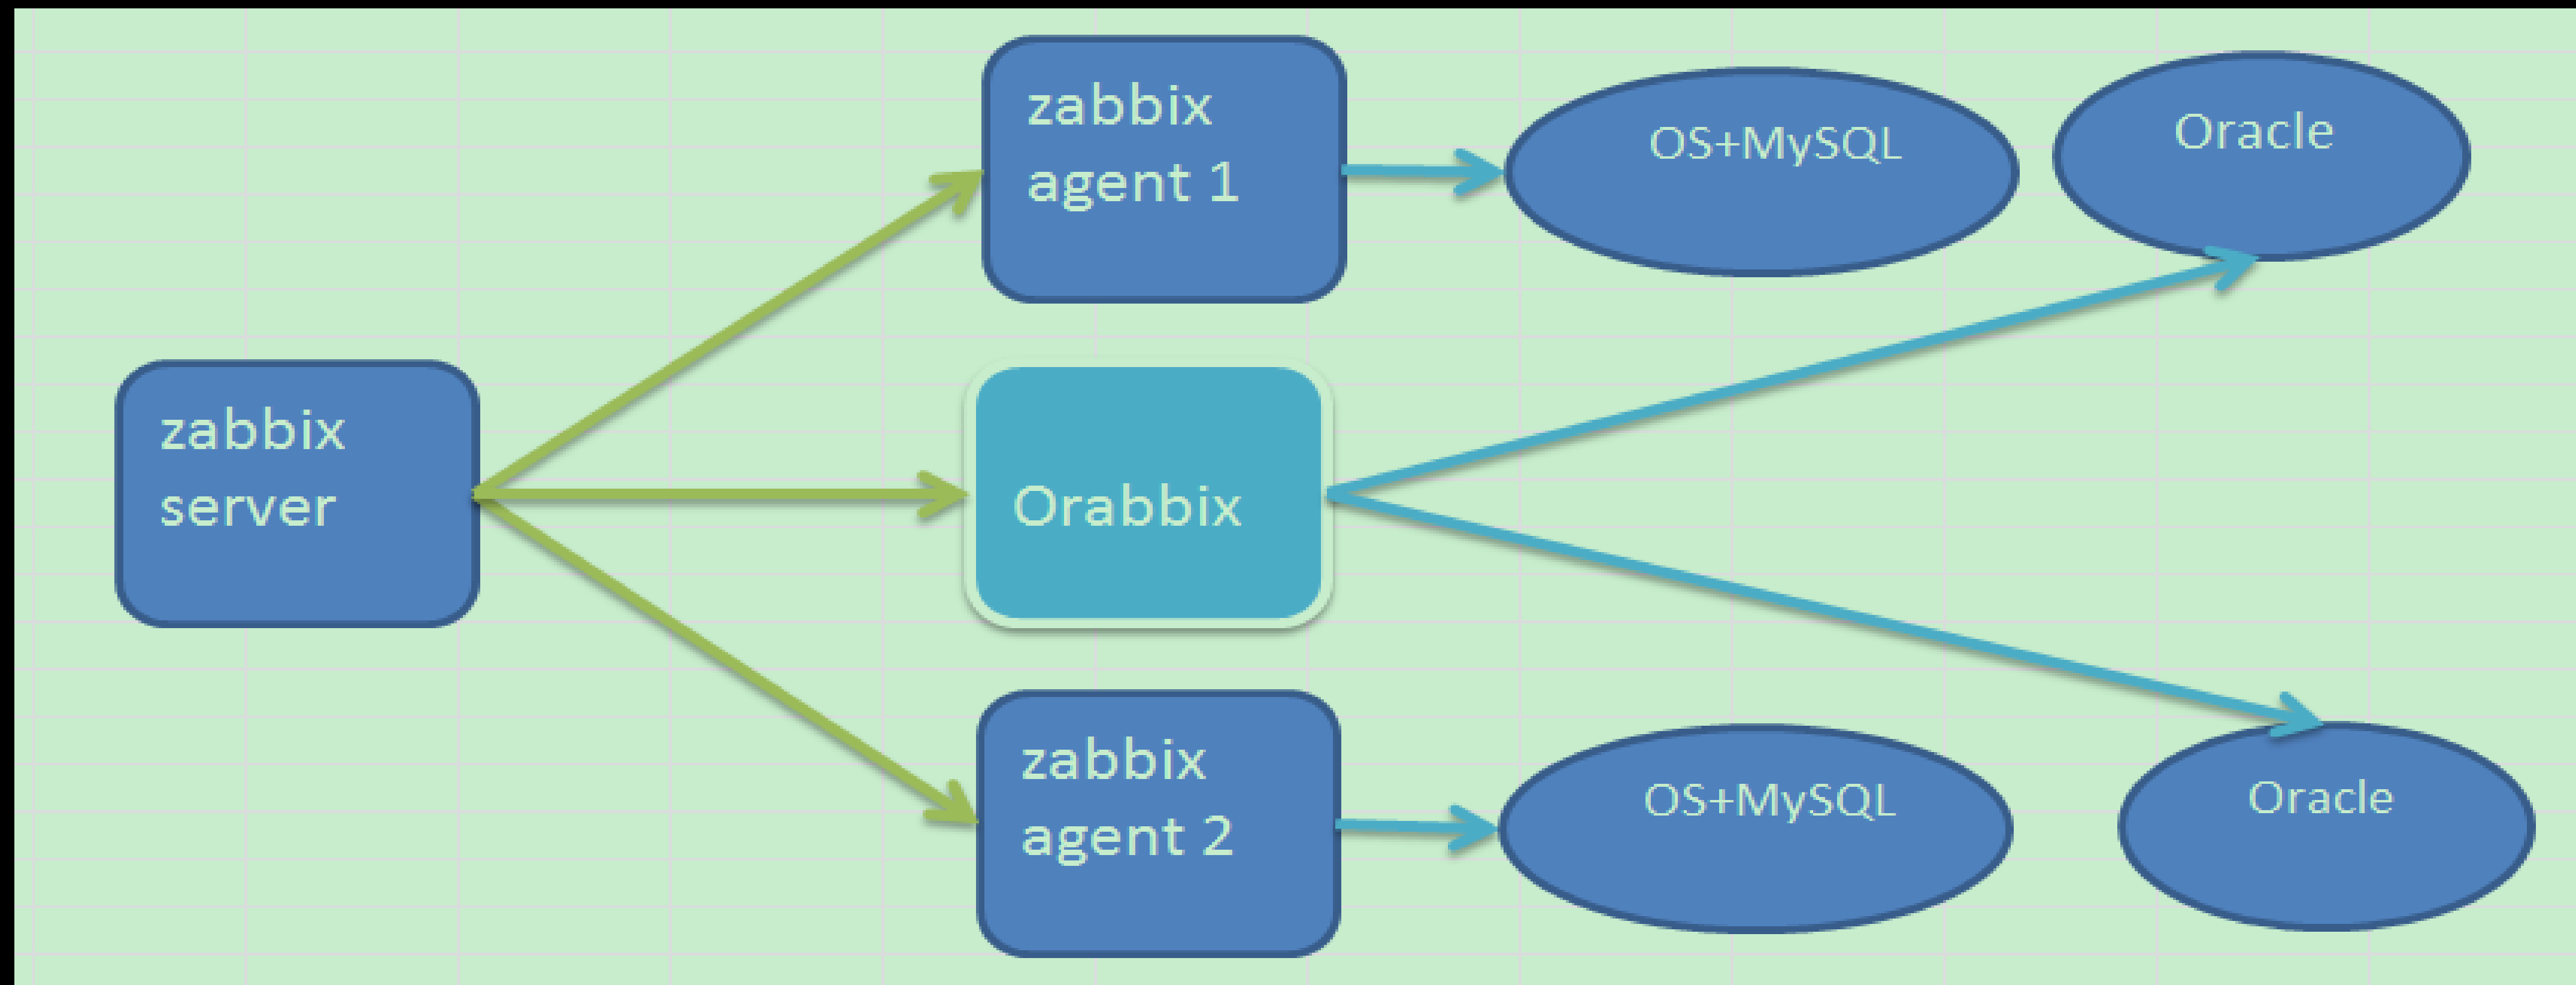 zabbix
agent 1
OS+MySQL
Oracle
zabbix
server
Orabbix
zabbix
agent 2
OS+MySQL
Oracle